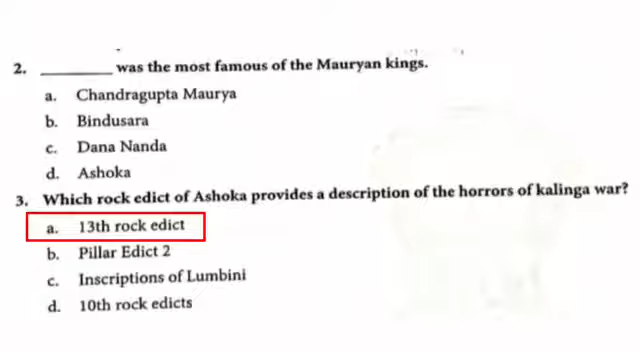 2. ________ was the most famous of the Mauryan kings.
a. Chandragupta Maurya
b. Bindusara
c. Dana Nanda
d. Ashoka
3. Which rock edict of Ashoka provides a description of the horrors of kalinga war?
a. 13th rock edict
b. Pillar Edict 2
c. Inscriptions of Lumbini
d. 10th rock edicts